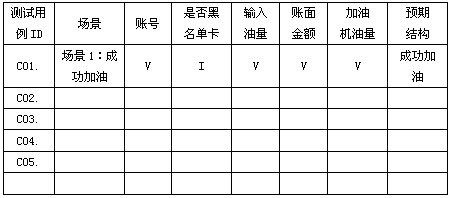 测试用例 ID 场景 账号 是否黑名单卡 输入油量 账面金额 加油机油量 预期结构
C01. 场景 1：成功加油 V I V V V 成功加油
C02.
C03.
C04.
C05.